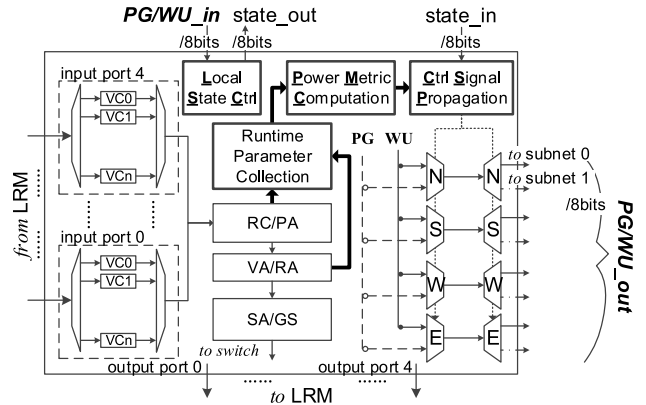 PG/WU_in state_out state_in
/8bits /8bits /8bits
input port 4
VC0
VC1
VCn
Local
State Ctrl
Power Metric
Computation
Ctrl Signal
Propagation
Runtime
Parameter
Collection
PG WU
N N
to subnet 0
to subnet 1
/8bits
from LRM
......
......
RC/PA
S S
PG/WU_out
input port 0
VC0
VC1
VCn
VA/RA
W W
SA/GS
E E
to switch
output port 0 output port 4
...... ......
to LRM